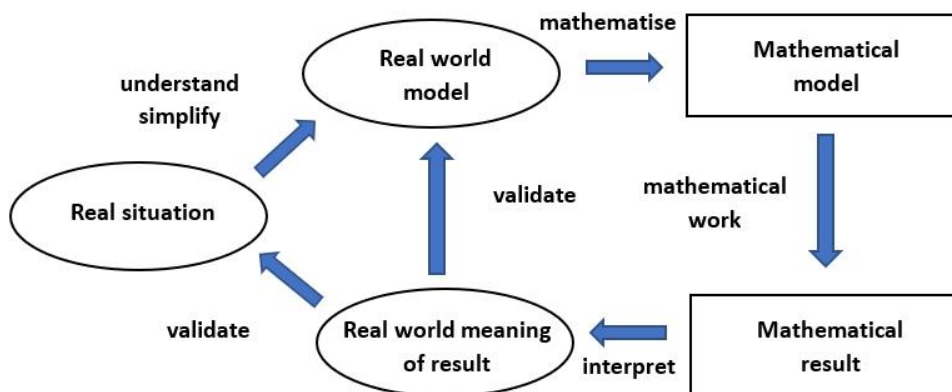 mathematise
Real world
model
Mathematical
model
understand
simplify
Real situation
validate
mathematical
work
validate
Real world meaning
of result
interpret
Mathematical
result